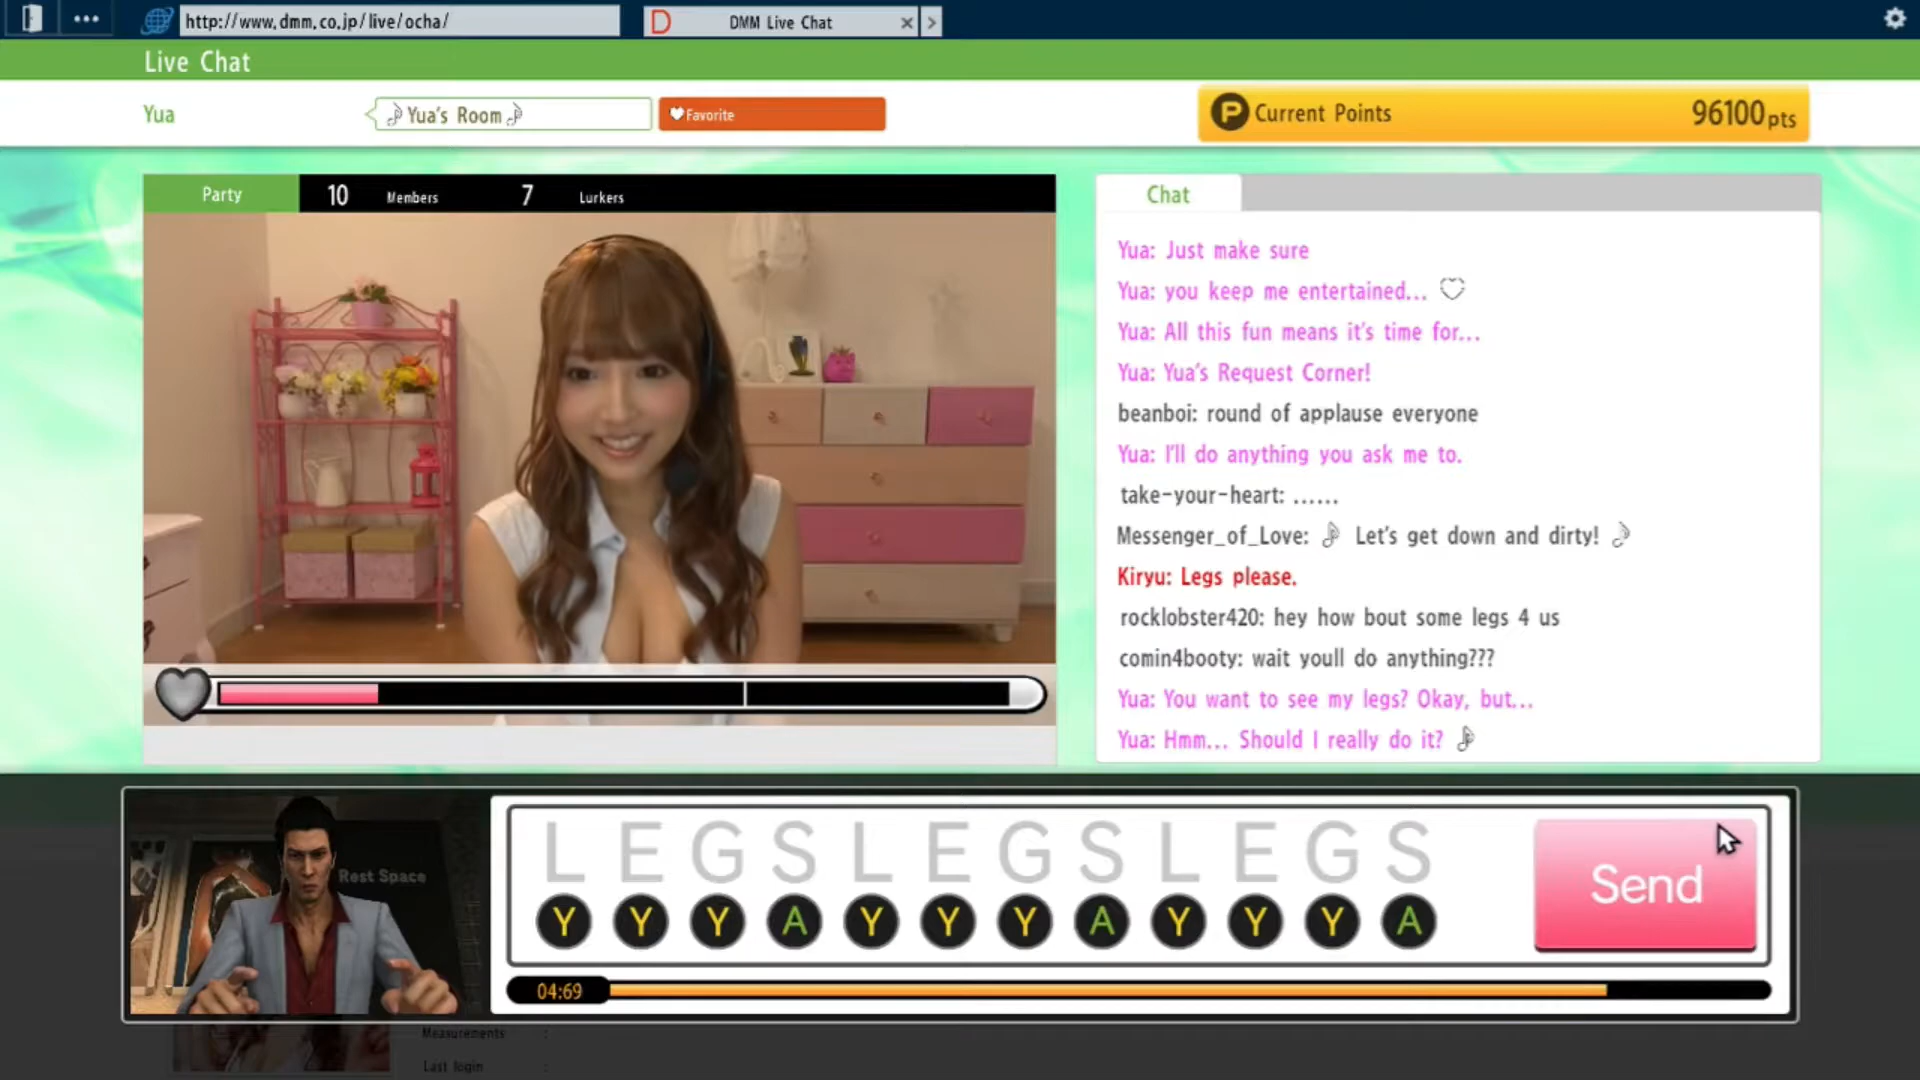 http://www.dmm.co.jp/live/ocha/
D DMM Live Chat
Live Chat
Yua
Yua's Room
Favorite
P Current Points 96100 pts
Party 10 Members 7 Lurkers
Chat
Yua: Just make sure
Yua: you keep me entertained...
Yua: All this fun means it's time for...
Yua: Yua's Request Corner!
beanboi: round of applause everyone
Yua: I'll do anything you ask me to.
take-your-heart: ......
Messenger_of_Love: ♪ Let's get down and dirty! ♪
Kiryu: Legs please.
rocklobster420: hey how bout some legs 4 us
comin4booty: wait youll do anything???
Yua: You want to see my legs? Okay, but...
Yua: Hmm... Should I really do it? ♪
Rest Space
LEGSLEGSLEGS
Y Y Y A Y Y Y A Y Y Y A
Send
04:69
Measurements :
Last login :